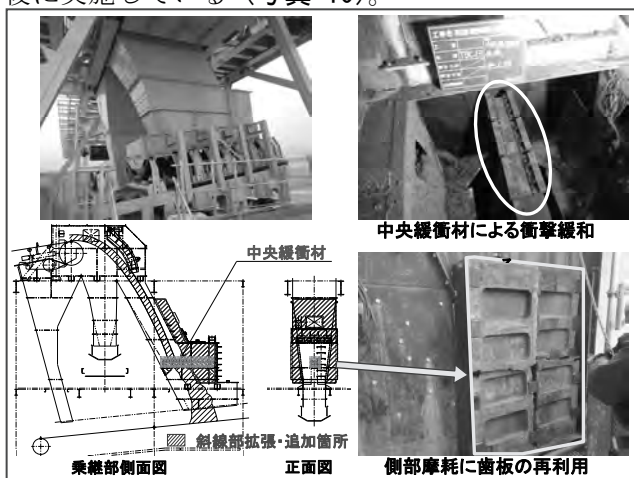 後に実施している（写真-10）。
中央緩衝材による衝撃緩和
中央緩衝材
斜線部拡張・追加箇所
乗継部側面図
正面図
側部摩耗に歯板の再利用